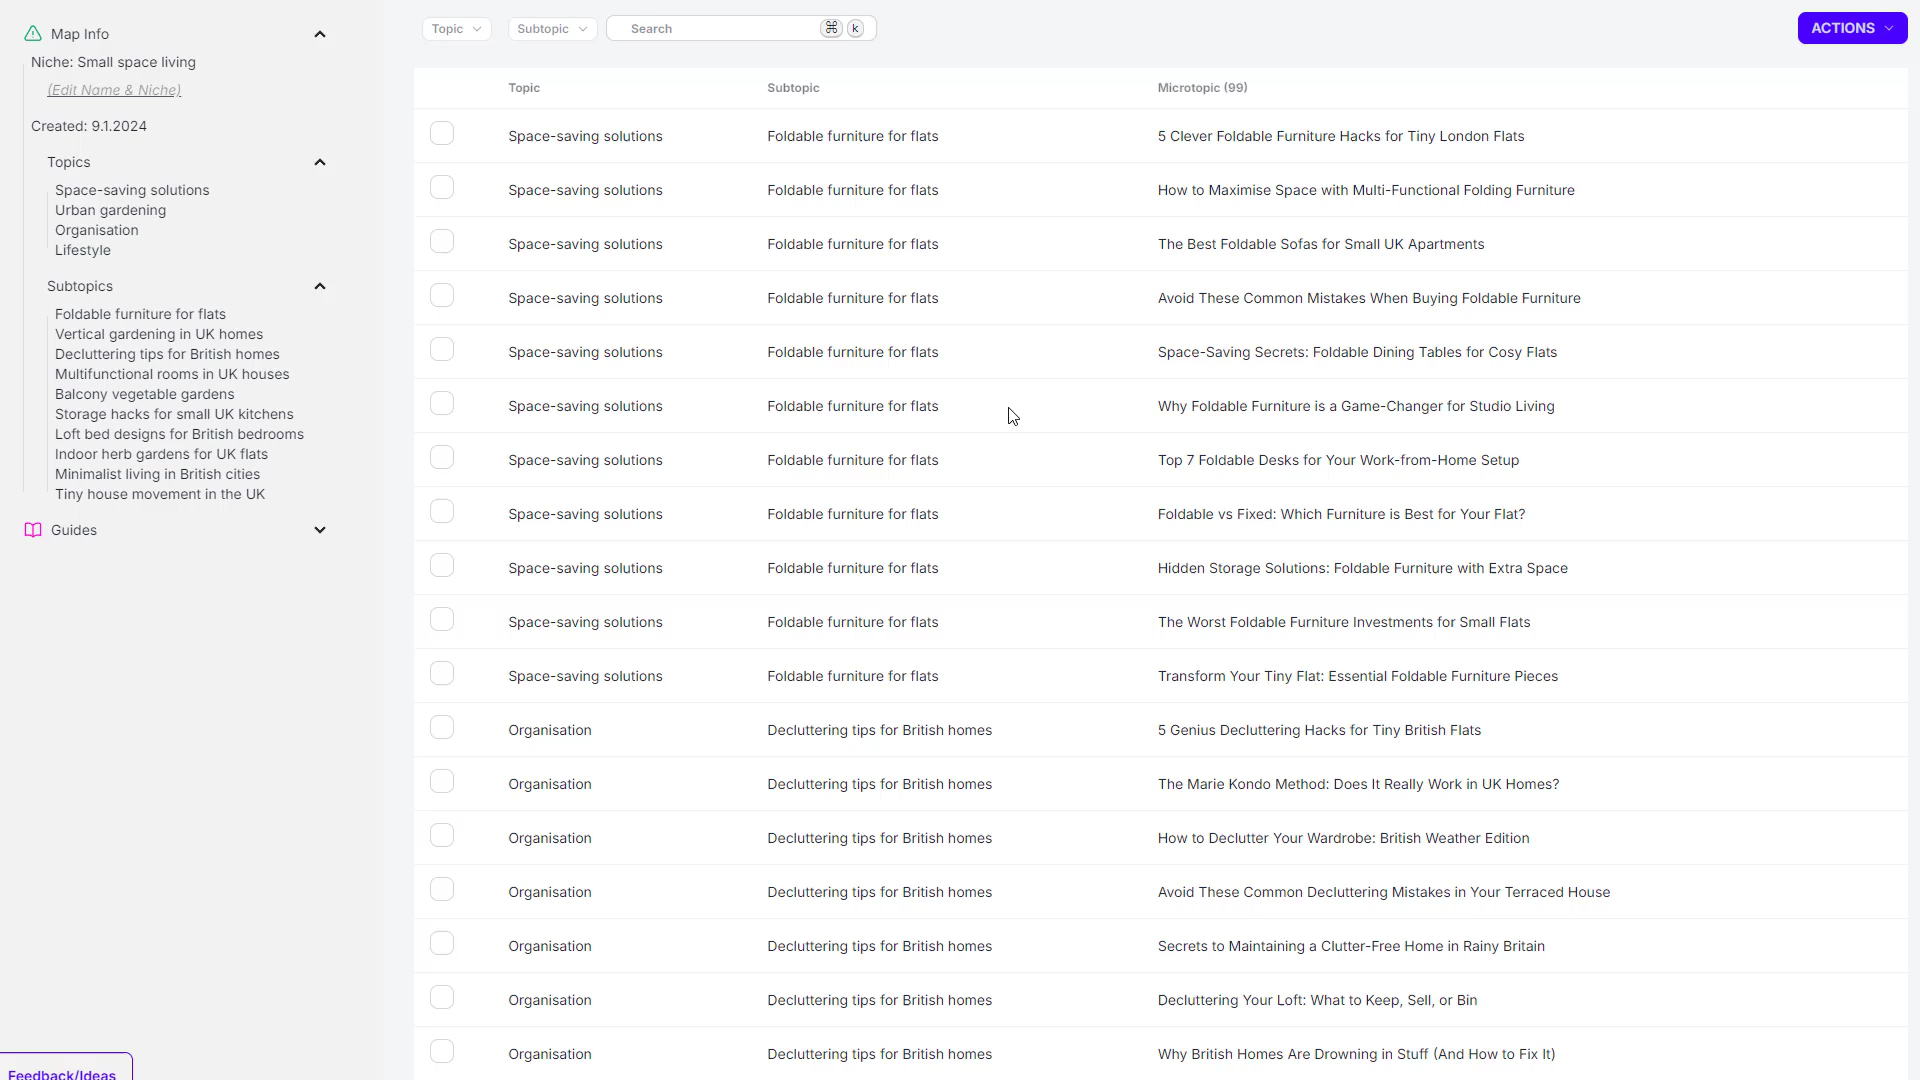 Map Info
Niche: Small space living
(Edit Name & Niche)
Created: 9.1.2024
Topics
Space-saving solutions
Urban gardening
Organisation
Lifestyle
Subtopics
Foldable furniture for flats
Vertical gardening in UK homes
Decluttering tips for British homes
Multifunctional rooms in UK houses
Balcony vegetable gardens
Storage hacks for small UK kitchens
Loft bed designs for British bedrooms
Indoor herb gardens for UK flats
Minimalist living in British cities
Tiny house movement in the UK
Guides
Feedback/Ideas
Topic Subtopic Search ⌘ k ACTIONS
Topic Subtopic Microtopic (99)
Space-saving solutions Foldable furniture for flats 5 Clever Foldable Furniture Hacks for Tiny London Flats
Space-saving solutions Foldable furniture for flats How to Maximise Space with Multi-Functional Folding Furniture
Space-saving solutions Foldable furniture for flats The Best Foldable Sofas for Small UK Apartments
Space-saving solutions Foldable furniture for flats Avoid These Common Mistakes When Buying Foldable Furniture
Space-saving solutions Foldable furniture for flats Space-Saving Secrets: Foldable Dining Tables for Cosy Flats
Space-saving solutions Foldable furniture for flats Why Foldable Furniture is a Game-Changer for Studio Living
Space-saving solutions Foldable furniture for flats Top 7 Foldable Desks for Your Work-from-Home Setup
Space-saving solutions Foldable furniture for flats Foldable vs Fixed: Which Furniture is Best for Your Flat?
Space-saving solutions Foldable furniture for flats Hidden Storage Solutions: Foldable Furniture with Extra Space
Space-saving solutions Foldable furniture for flats The Worst Foldable Furniture Investments for Small Flats
Space-saving solutions Foldable furniture for flats Transform Your Tiny Flat: Essential Foldable Furniture Pieces
Organisation Decluttering tips for British homes 5 Genius Decluttering Hacks for Tiny British Flats
Organisation Decluttering tips for British homes The Marie Kondo Method: Does It Really Work in UK Homes?
Organisation Decluttering tips for British homes How to Declutter Your Wardrobe: British Weather Edition
Organisation Decluttering tips for British homes Avoid These Common Decluttering Mistakes in Your Terraced House
Organisation Decluttering tips for British homes Secrets to Maintaining a Clutter-Free Home in Rainy Britain
Organisation Decluttering tips for British homes Decluttering Your Loft: What to Keep, Sell, or Bin
Organisation Decluttering tips for British homes Why British Homes Are Drowning in Stuff (And How to Fix It)